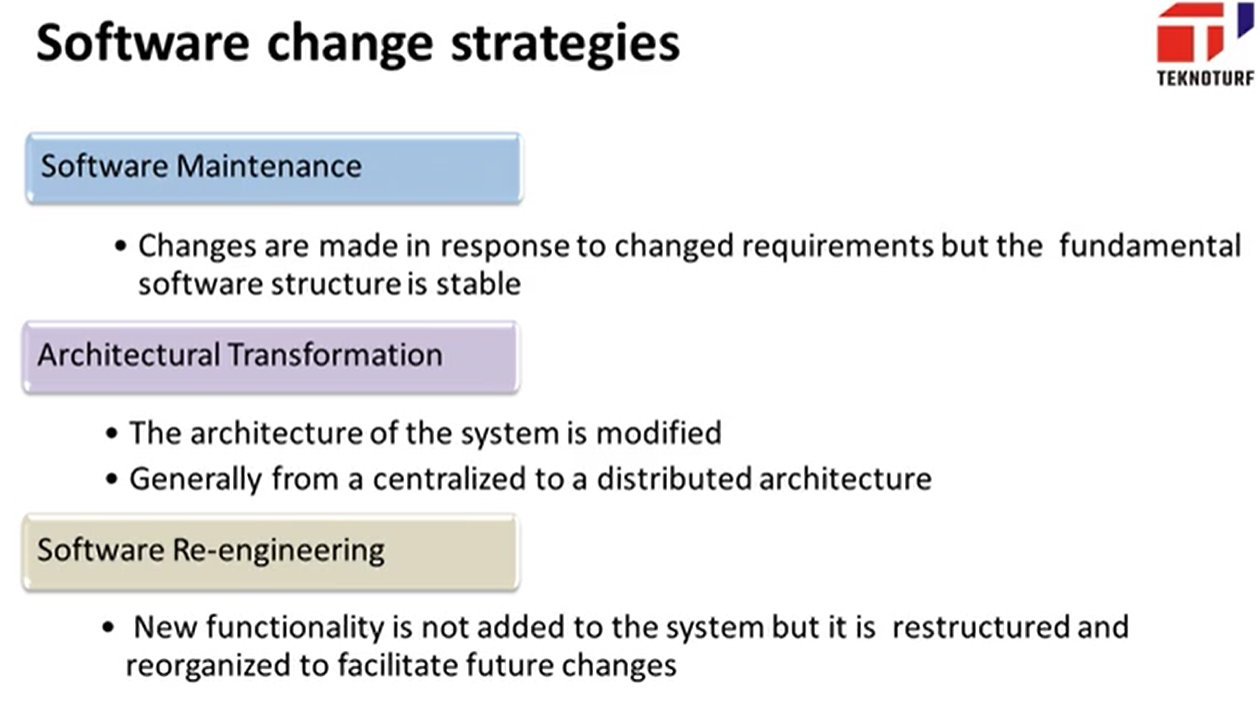 Software change strategies
TEKNOTURF
Software Maintenance
• Changes are made in response to changed requirements but the fundamental
software structure is stable
Architectural Transformation
• The architecture of the system is modified
• Generally from a centralized to a distributed architecture
Software Re-engineering
• New functionality is not added to the system but it is restructured and
reorganized to facilitate future changes